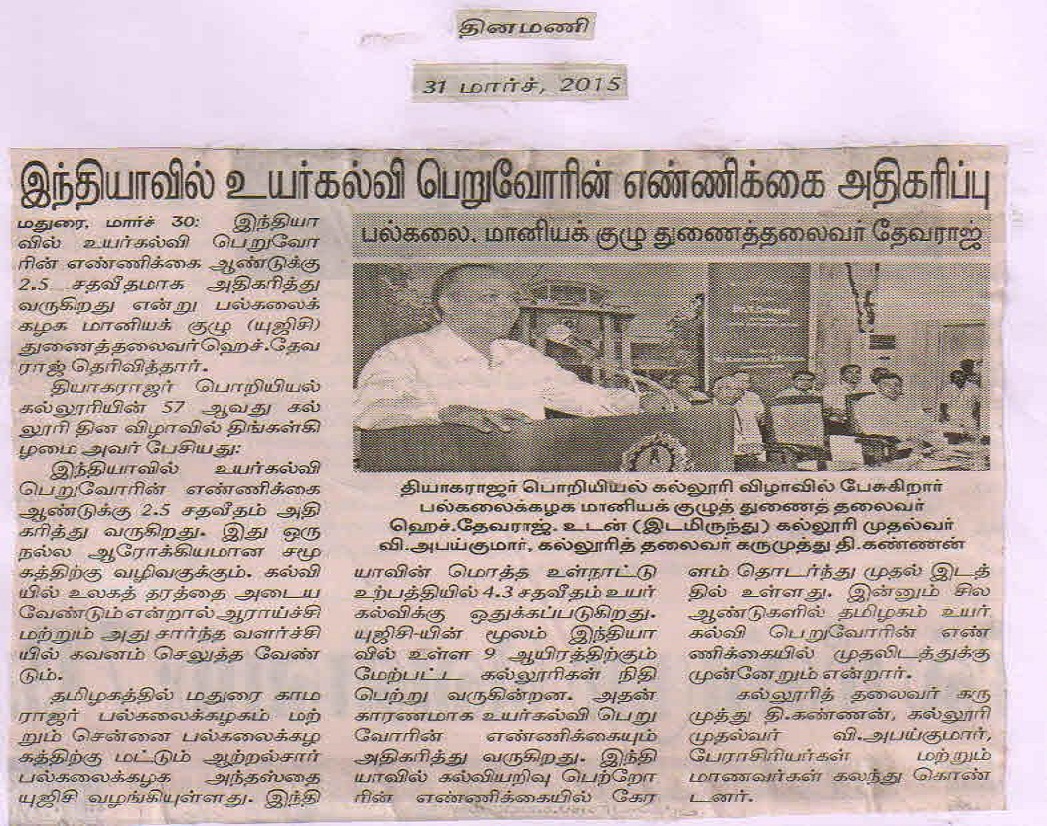 தினமணி
31 மார்ச், 2015
இந்தியாவில் உயர்கல்வி பெறுவோரின் எண்ணிக்கை அதிகரிப்பு
பல்கலை. மானியக் குழு துணைத்தலைவர் தேவராஜ்
மதுரை, மார்ச் 30: இந்தியா
வில் உயர்கல்வி பெறுவோ
ரின் எண்ணிக்கை ஆண்டுக்கு
2.5 சதவீதமாக அதிகரித்து
வருகிறது என்று பல்கலைக்
கழக மானியக் குழு (யுஜிசி)
துணைத்தலைவர்ஹெச்.தேவ
ராஜ் தெரிவித்தார்.
தியாகராஜர் பொறியியல்
கல்லூரியின் 57 ஆவது கல்
லூரி தின விழாவில் திங்கள்கி
ழமை அவர் பேசியது:
இந்தியாவில் உயர்கல்வி
பெறுவோரின் எண்ணிக்கை
ஆண்டுக்கு 2.5 சதவீதம் அதி
கரித்து வருகிறது. இது ஒரு
நல்ல ஆரோக்கியமான சமூ
கத்திற்கு வழிவகுக்கும். கல்வி
யில் உலகத் தரத்தை அடைய
வேண்டும் என்றால் ஆராய்ச்சி
மற்றும் அது சார்ந்த வளர்ச்சி
யில் கவனம் செலுத்த வேண்
டும்.
தமிழகத்தில் மதுரை காம
ராஜர் பல்கலைக்கழகம் மற்
றும் சென்னை பல்கலைக்கழ
கத்திற்கு மட்டும் ஆற்றல்சார்
பல்கலைக்கழக அந்தஸ்தை
யுஜிசி வழங்கியுள்ளது. இந்தி
தியாகராஜர் பொறியியல் கல்லூரி விழாவில் பேசுகிறார்
பல்கலைக்கழக மானியக் குழுத் துணைத் தலைவர்
ஹெச்.தேவராஜ். உடன் (இடமிருந்து) கல்லூரி முதல்வர்
வி.அபய்குமார், கல்லூரித் தலைவர் கருமுத்து தி.கண்ணன்
யாவின் மொத்த உள்நாட்டு
உற்பத்தியில் 4.3 சதவீதம் உயர்
கல்விக்கு ஒதுக்கப்படுகிறது.
யுஜிசி-யின் மூலம் இந்தியா
வில் உள்ள 9 ஆயிரத்திற்கும்
மேற்பட்ட கல்லூரிகள் நிதி
பெற்று வருகின்றன. அதன்
காரணமாக உயர்கல்வி பெறு
வோரின் எண்ணிக்கையும்
அதிகரித்து வருகிறது. இந்தி
யாவில் கல்வியறிவு பெற்றோ
ரின் எண்ணிக்கையில் கேர
ளம் தொடர்ந்து முதல் இடத்
தில் உள்ளது. இன்னும் சில
ஆண்டுகளில் தமிழகம் உயர்
கல்வி பெறுவோரின் எண்
ணிக்கையில் முதலிடத்துக்கு
முன்னேறும் என்றார்.
கல்லூரித் தலைவர் கரு
முத்து தி.கண்ணன், கல்லூரி
முதல்வர் வி.அபய்குமார்,
பேராசிரியர்கள் மற்றும்
மாணவர்கள் கலந்து கொண்
டனர்.